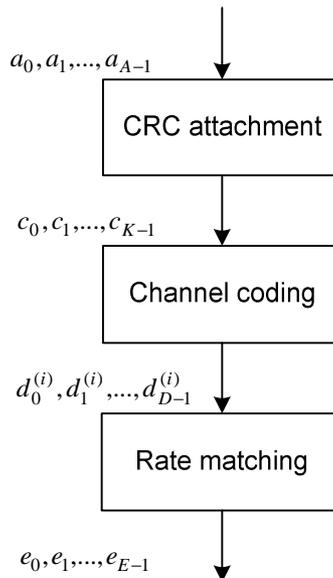 a_0, a_1, ..., a_{A-1}
CRC attachment
c_0, c_1, ..., c_{K-1}
Channel coding
d_0^{(i)}, d_1^{(i)}, ..., d_{D-1}^{(i)}
Rate matching
e_0, e_1, ..., e_{E-1}